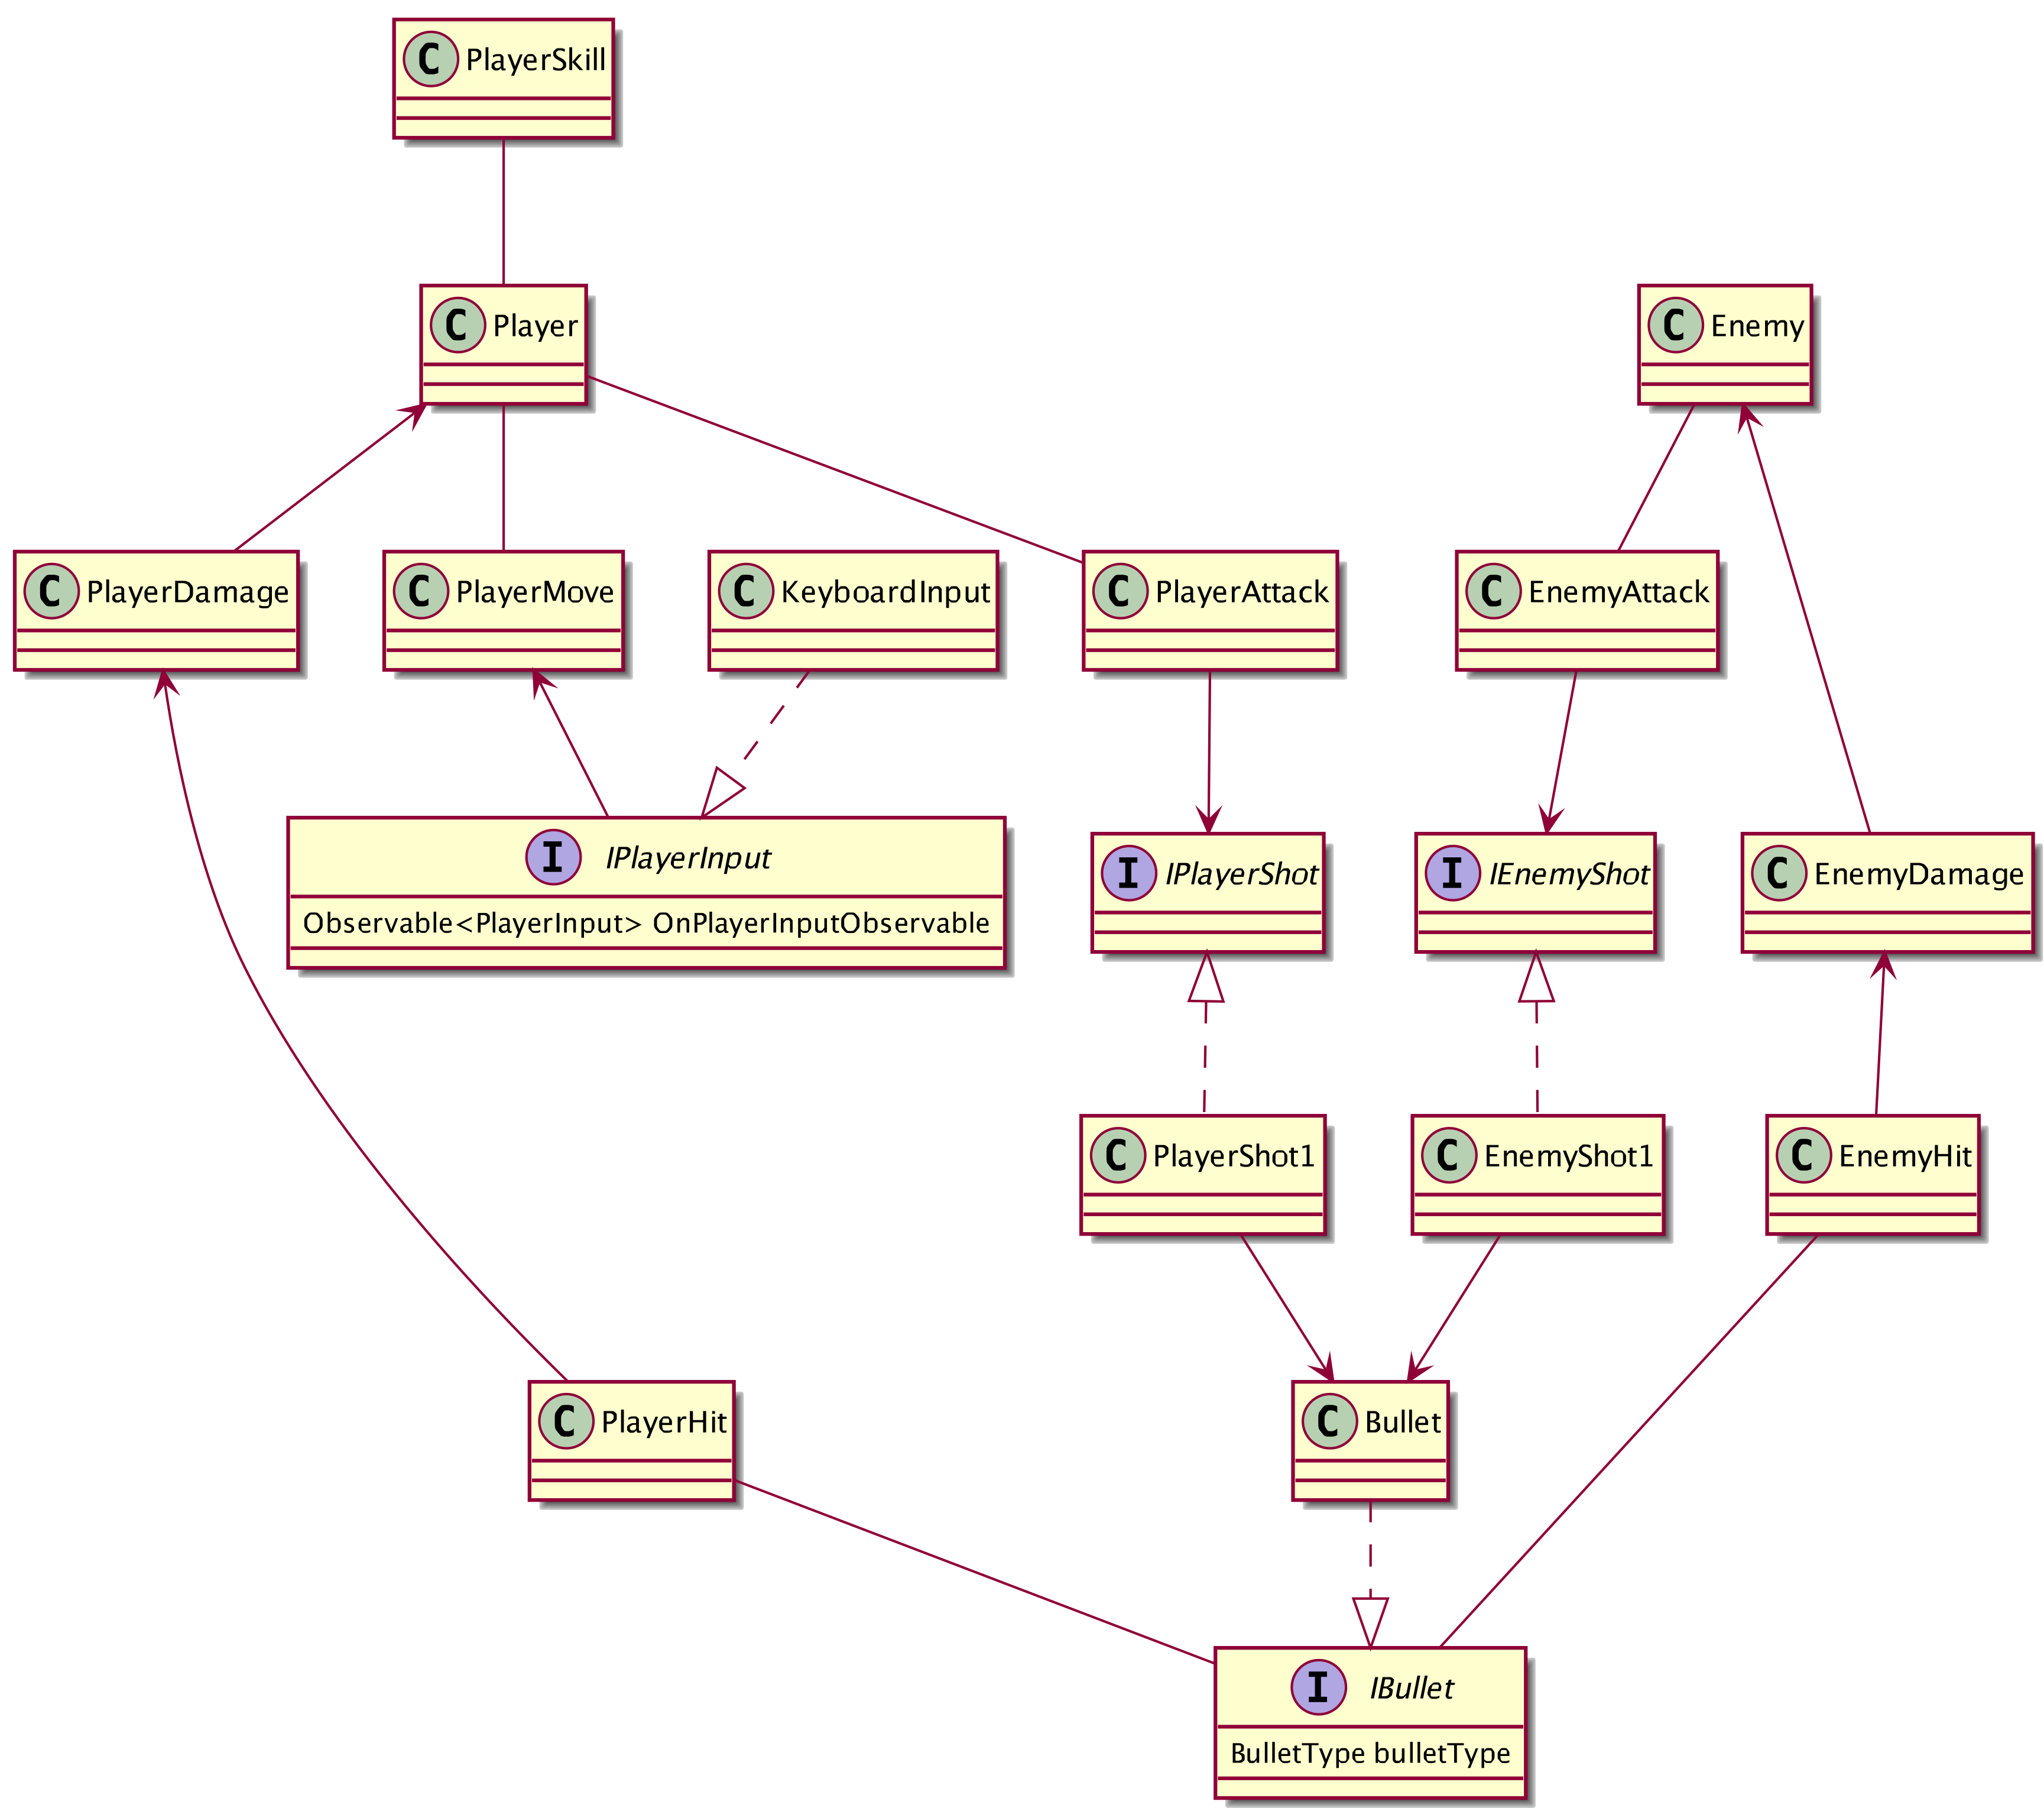 C PlayerSkill
C Player
C Enemy
C PlayerDamage
C PlayerMove
C KeyboardInput
C PlayerAttack
C EnemyAttack
I IPlayerInput
Observable<PlayerInput> OnPlayerInputObservable
I IPlayerShot
I IEnemyShot
C EnemyDamage
C PlayerShot1
C EnemyShot1
C EnemyHit
C PlayerHit
C Bullet
I IBullet
BulletType bulletType